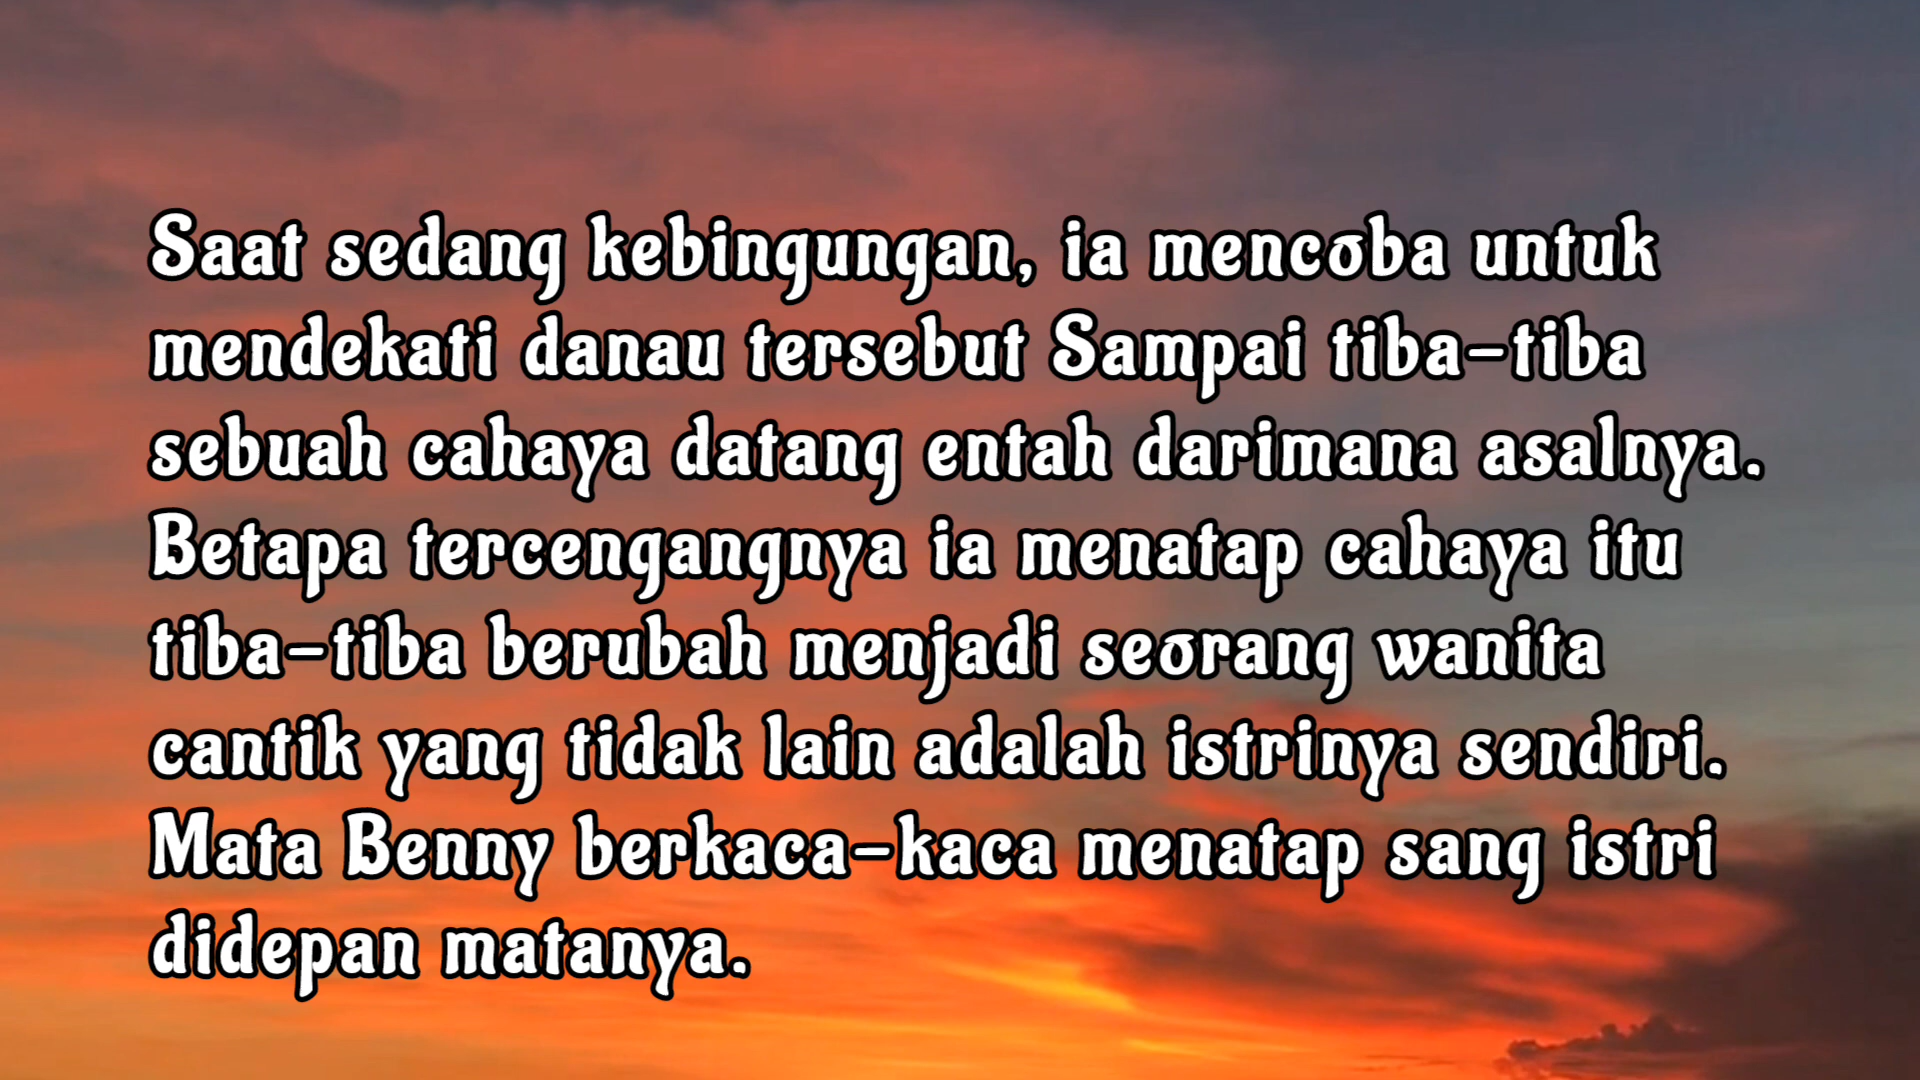 Saat sedang kebingungan, ia mencoba untuk
mendekati danau tersebut Sampai tiba-tiba
sebuah cahaya datang entah darimana asalnya.
Betapa tercengangnya ia menatap cahaya itu
tiba-tiba berubah menjadi seorang wanita
cantik yang tidak lain adalah istrinya sendiri.
Mata Benny berkaca-kaca menatap sang istri
didepan matanya.